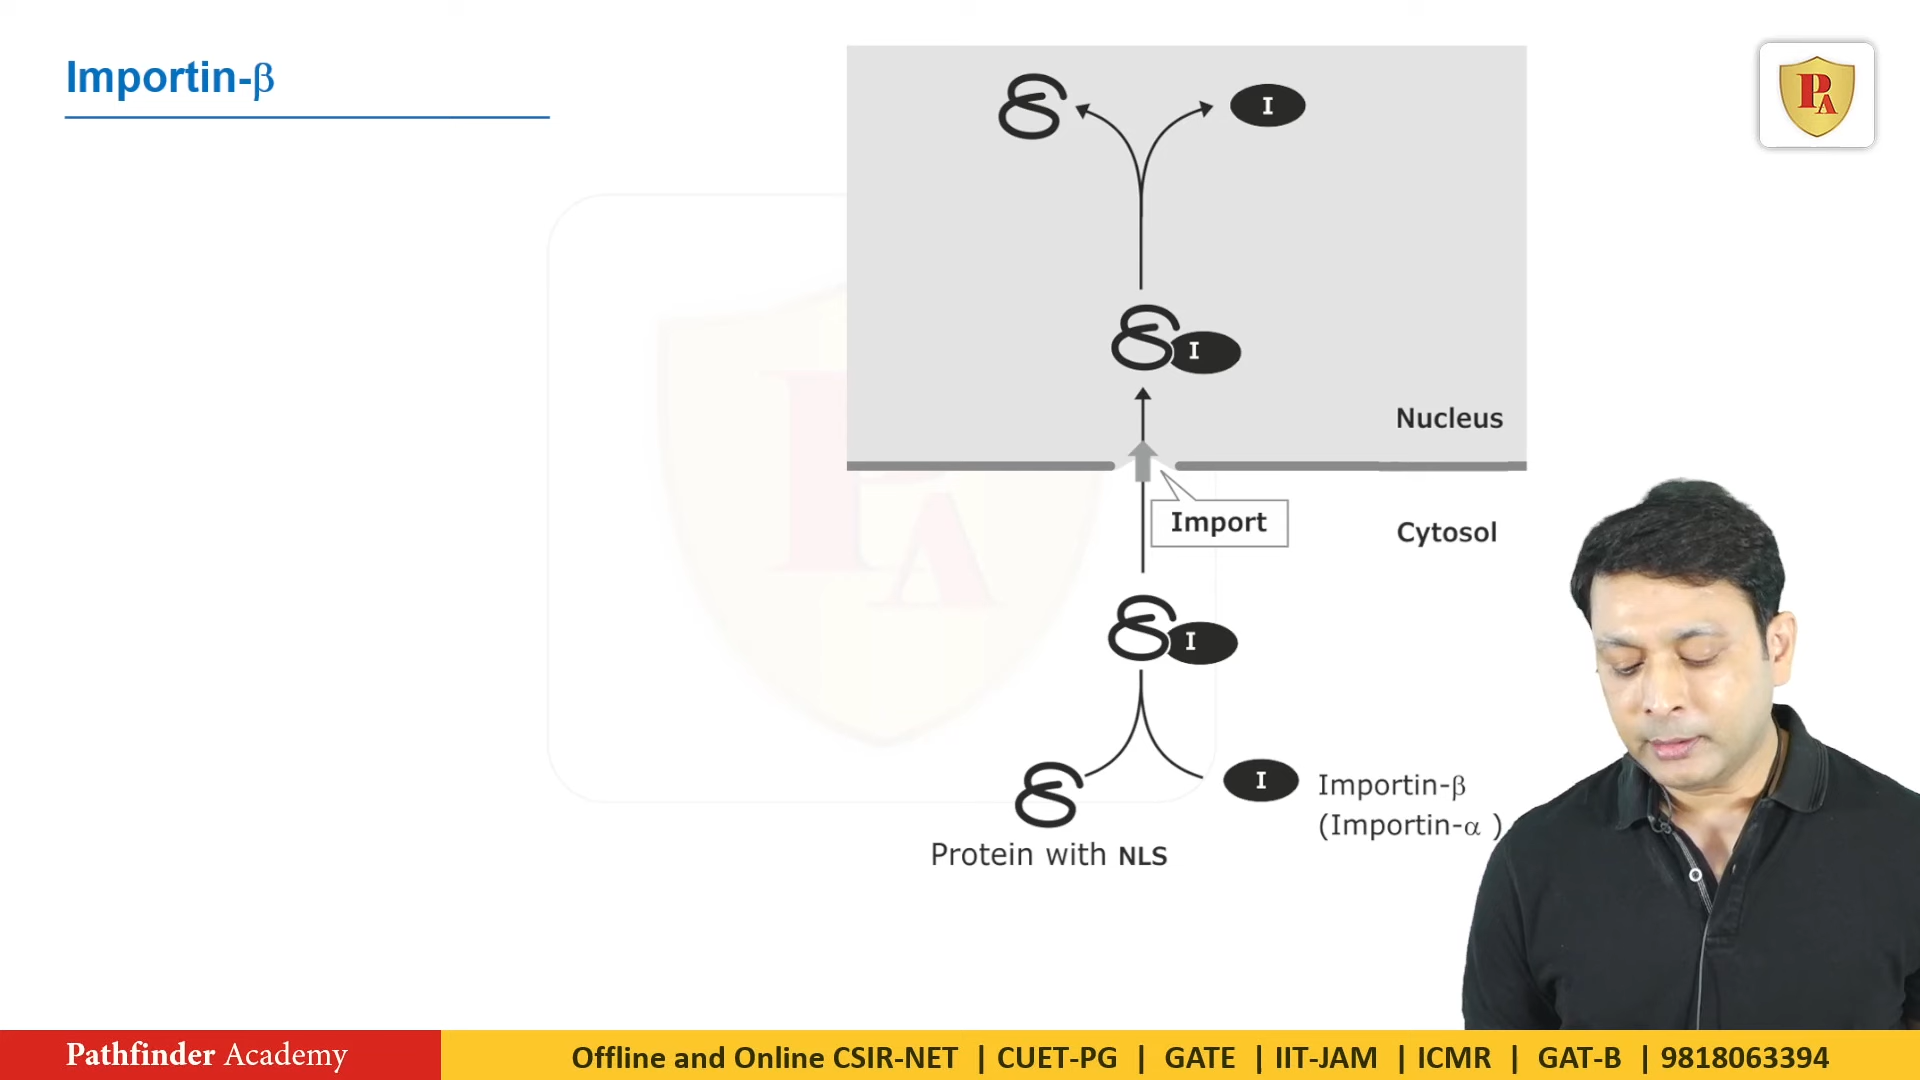 Importin-β
I
PA
I
Nucleus
Import
Cytosol
I
I
Importin-β
(Importin-α )
Protein with NLS
Pathfinder Academy
Offline and Online CSIR-NET | CUET-PG | GATE | IIT-JAM | ICMR | GAT-B | 9818063394